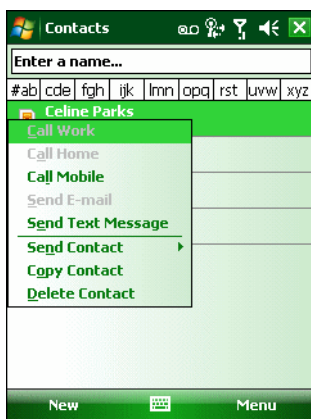 Contacts
Enter a name...
#ab cde fgh ijk lmn opq rst uvw xyz
Celine Parks
Call Work
Call Home
Call Mobile
Send E-mail
Send Text Message
Send Contact
Copy Contact
Delete Contact
New Menu